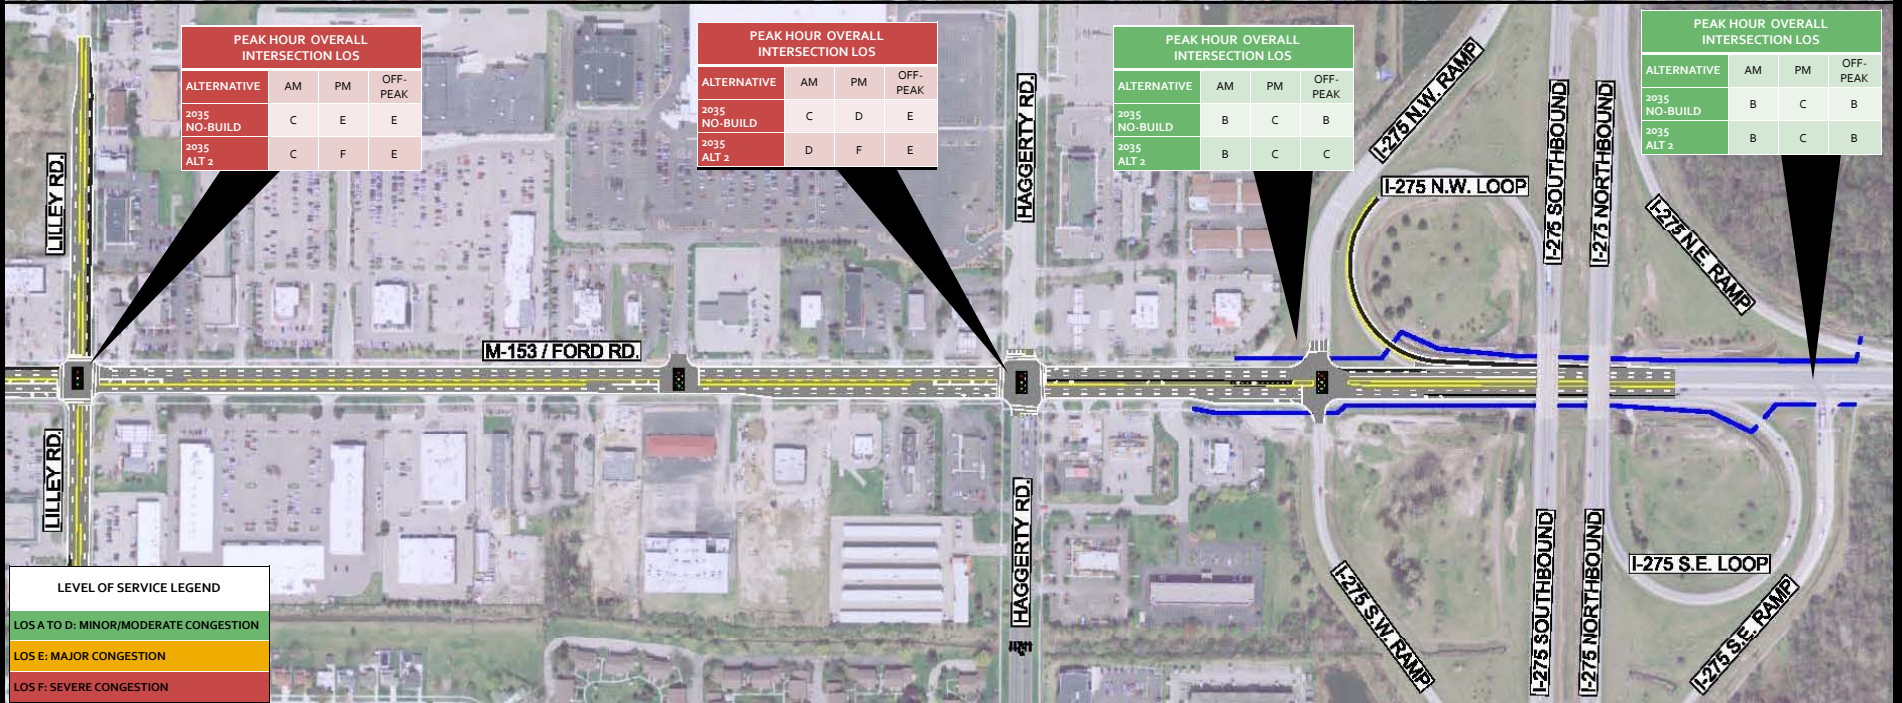 PEAK HOUR OVERALL
INTERSECTION LOS
ALTERNATIVE AM PM OFF-
PEAK
2035
NO-BUILD C E E
2035
ALT 2 C F E
PEAK HOUR OVERALL
INTERSECTION LOS
ALTERNATIVE AM PM OFF-
PEAK
2035
NO-BUILD C D E
2035
ALT 2 D F E
PEAK HOUR OVERALL
INTERSECTION LOS
ALTERNATIVE AM PM OFF-
PEAK
2035
NO-BUILD B C B
2035
ALT 2 B C C
PEAK HOUR OVERALL
INTERSECTION LOS
ALTERNATIVE AM PM OFF-
PEAK
2035
NO-BUILD B C B
2035
ALT 2 B C B
LILLEY RD.
HAGGERTY RD.
I-275 N.W. RAMP
I-275 N.W. LOOP
I-275 SOUTHBOUND
I-275 NORTHBOUND
I-275 N.E. RAMP
M-153 / FORD RD.
LILLEY RD.
HAGGERTY RD.
I-275 S.W. RAMP
I-275 SOUTHBOUND
I-275 NORTHBOUND
I-275 S.E. LOOP
I-275 S.E. RAMP
LEVEL OF SERVICE LEGEND
LOS A TO D: MINOR/MODERATE CONGESTION
LOS E: MAJOR CONGESTION
LOS F: SEVERE CONGESTION